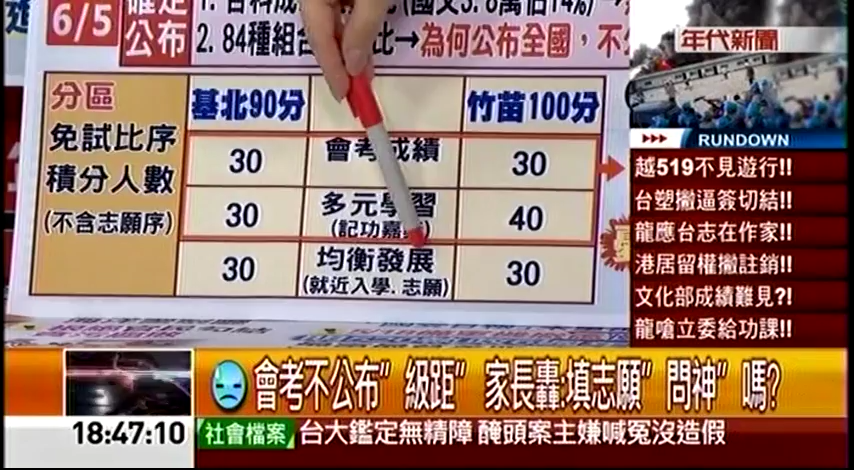 6/5
確定
公布
2. 84種組合
比→為何公布全國，不
分區
基北90分
竹苗100分
免試比序
積分人數
(不含志願序)
30
會考成績
30
30
多元學習
(記功嘉
40
30
均衡發展
(就近入學.志願)
30
年代新聞
RUNDOWN
越519不見遊行!!
台塑撇逼簽切結!!
龍應台志在作家!!
港居留權撇註銷!!
文化部成績難見?!
龍嗆立委給功課!!
會考不公布”級距” 家長轟:填志願”問神”嗎?
18:47:10
社會檔案
台大鑑定無精障 醃頭案主嫌喊冤沒造假